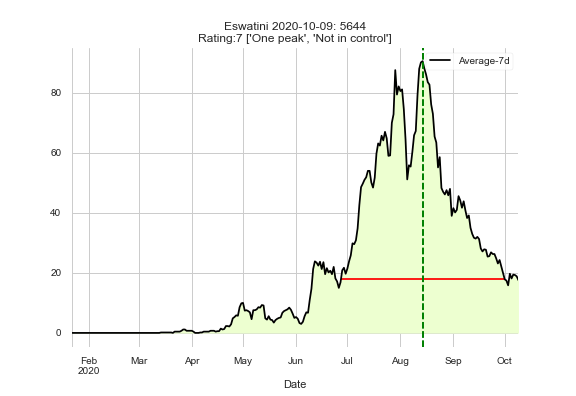 Eswatini 2020-10-09: 5644
Rating:7 ['One peak', 'Not in control']
Average-7d
80
60
40
20
0
Feb Mar Apr May Jun Jul Aug Sep Oct
2020
Date